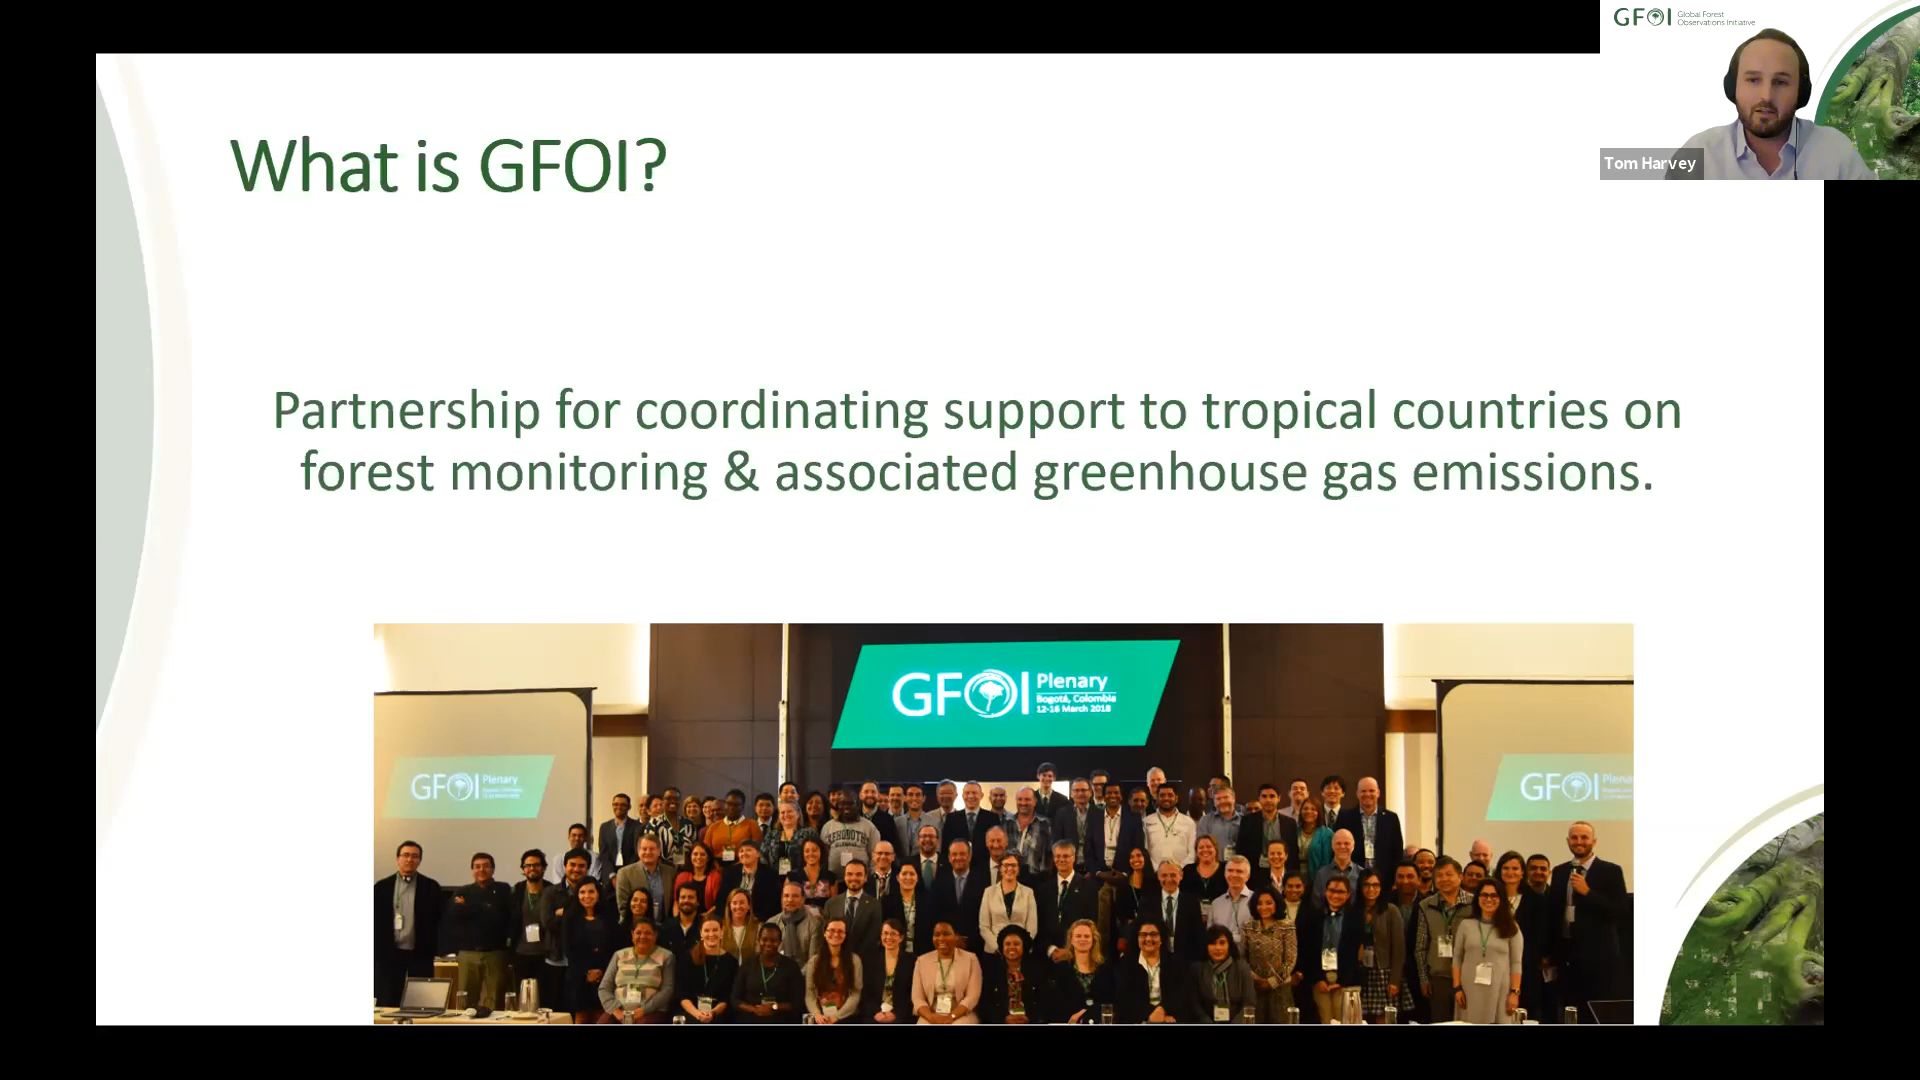 GFOI Global Forest
Observations Initiative
Tom Harvey
What is GFOI?
Partnership for coordinating support to tropical countries on
forest monitoring & associated greenhouse gas emissions.
GFOI Plenary
Bogotá, Colombia
12-16 March 2018
GFOI Plenary
GFOI Plena